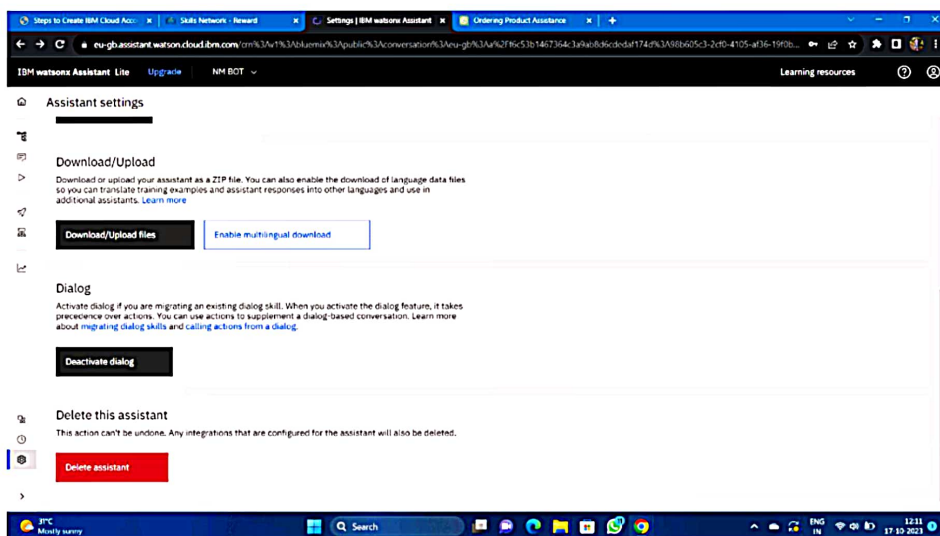 Steps to Create IBM Cloud Acco
Skills Network - Reward
Settings | IBM watsonx Assistant
Ordering Product Assistance
IBM watsonx Assistant Lite
Upgrade
NM BOT
Learning resources
Assistant settings
Download/Upload
Download or upload your assistant as a ZIP file. You can also enable the download of language data files
so you can translate training examples and assistant responses into other languages and use in
additional assistants. Learn more
Download/Upload files
Enable multilingual download
Dialog
Activate dialog if you are migrating an existing dialog skill. When you activate the dialog feature, it takes
precedence over actions. You can use actions to supplement a dialog-based conversation. Learn more
about migrating dialog skills and calling actions from a dialog.
Deactivate dialog
Delete this assistant
This action can't be undone. Any integrations that are configured for the assistant will also be deleted.
Delete assistant
31°C
Mostly sunny
Search
ENG
IN
12:11
17-10-2023